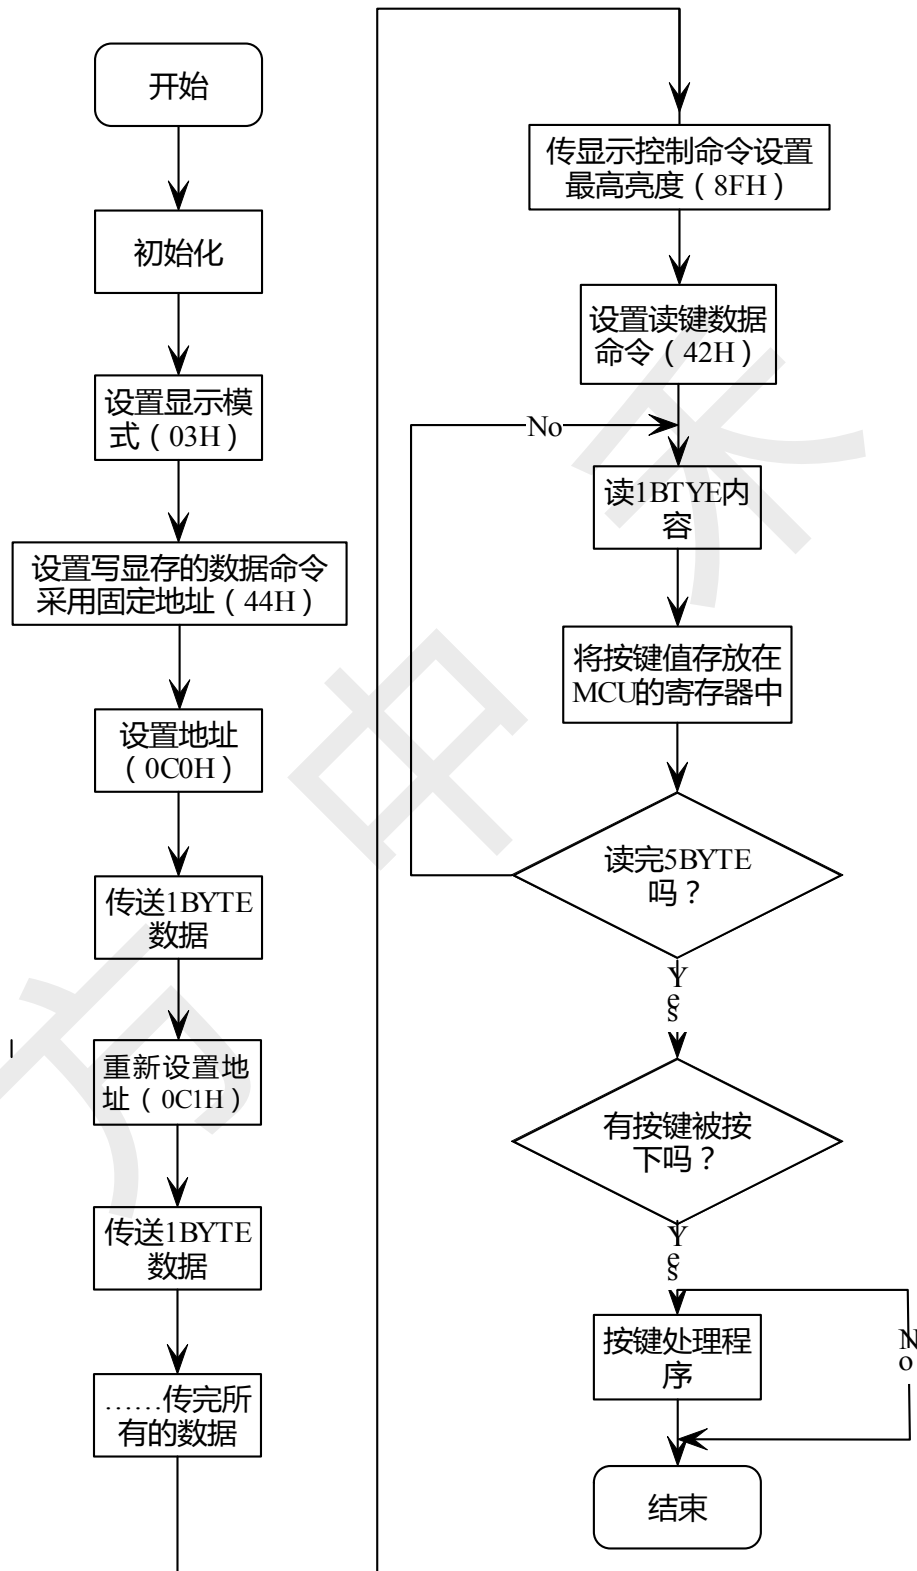 开始
初始化
设置显示模
式（03H）
设置写显存的数据命令
采用固定地址（44H）
设置地址
（0C0H）
传送1BYTE
数据
重新设置地
址（0C1H）
传送1BYTE
数据
……传完所
有的数据
传显示控制命令设置
最高亮度（8FH）
设置读键数据
命令（42H）
No
读1BTYE内
容
将按键值存放在
MCU的寄存器中
读完5BYTE
吗？
Yes
有按键被按
下吗？
Yes
按键处理程
序
No
结束
方中禾